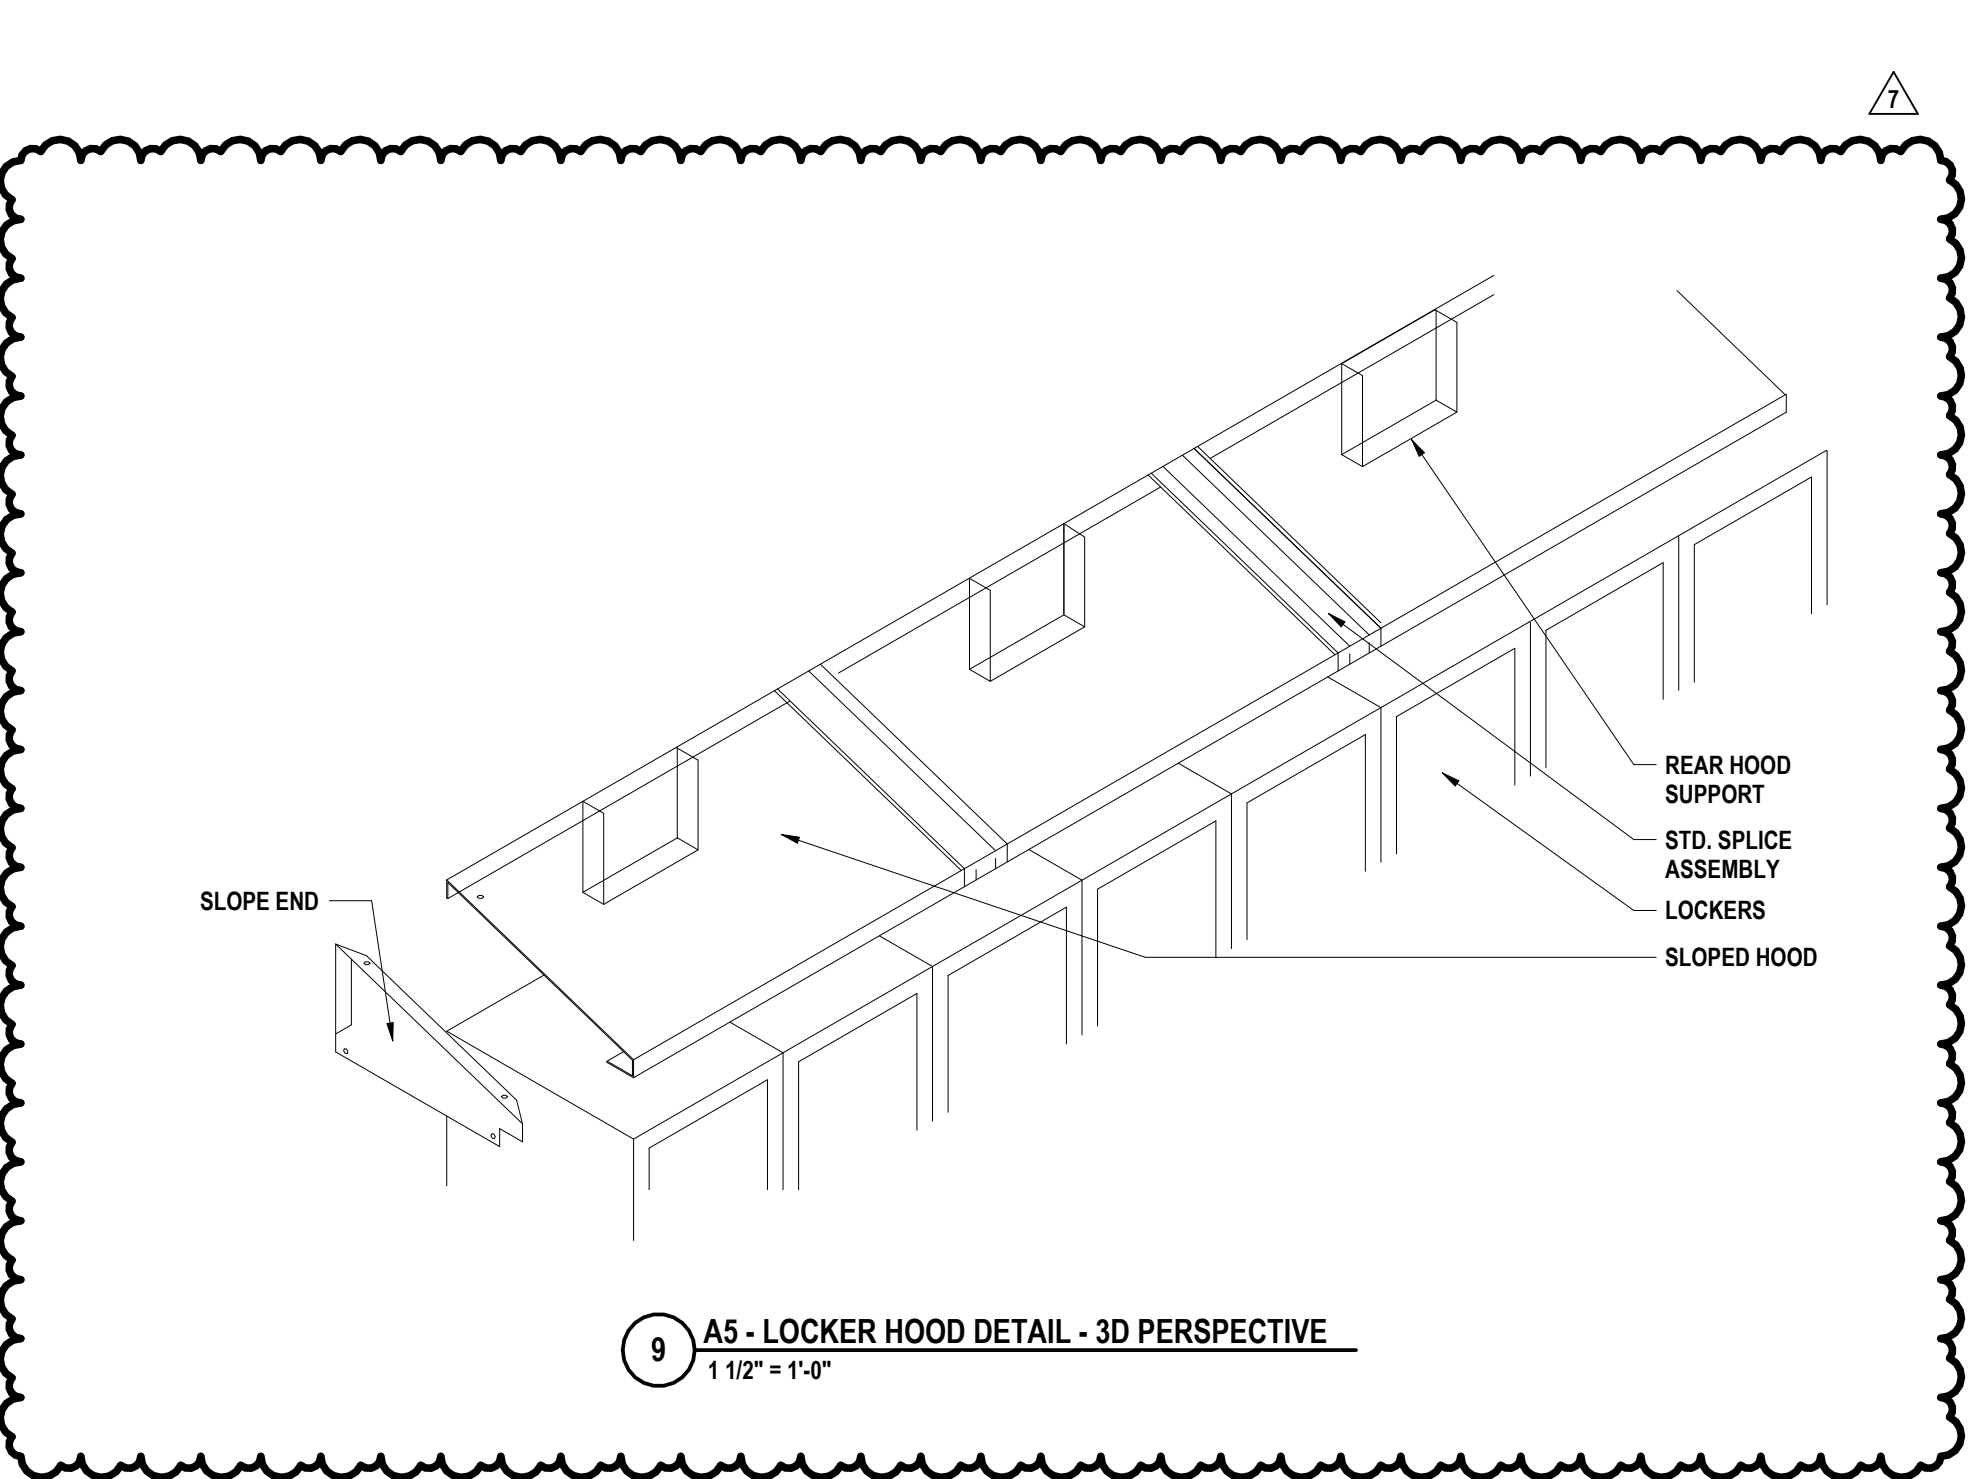 7
REAR HOOD
SUPPORT
STD. SPLICE
ASSEMBLY
SLOPE END
LOCKERS
SLOPED HOOD
9
A5 - LOCKER HOOD DETAIL - 3D PERSPECTIVE
1 1/2" = 1'-0"